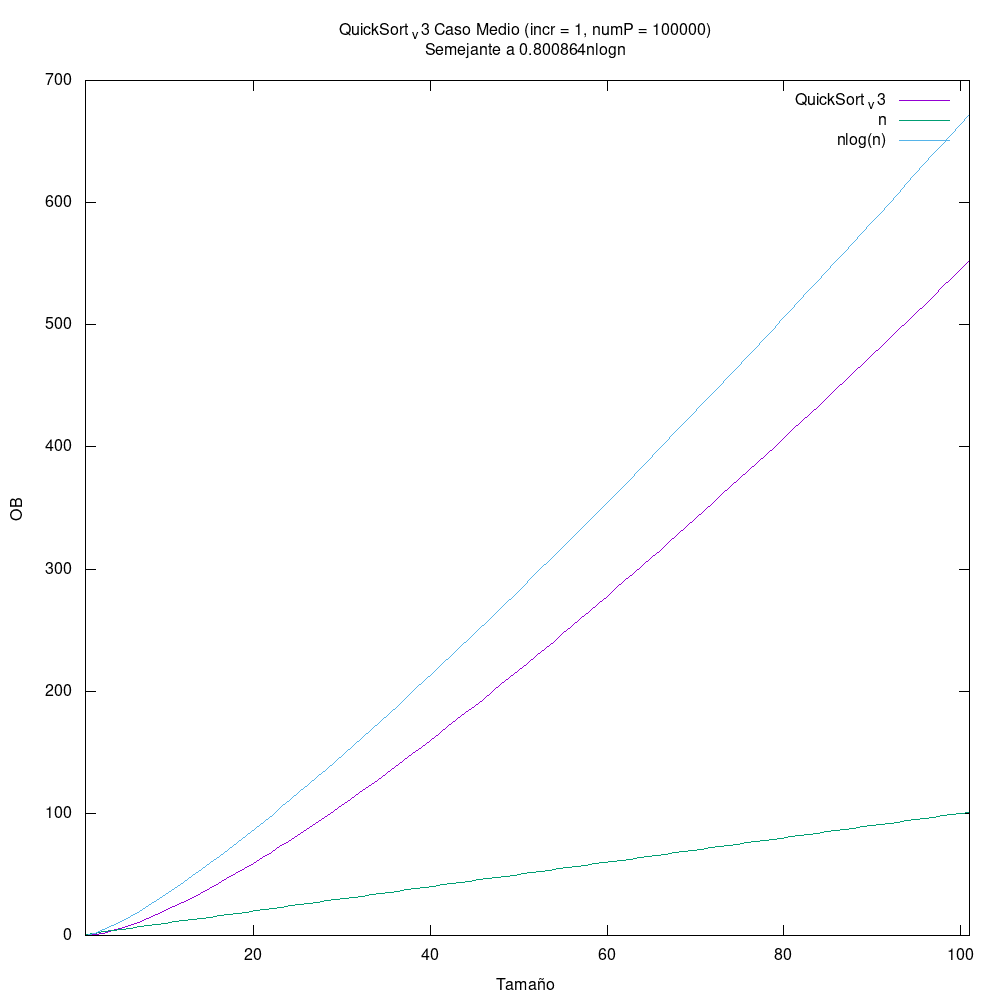 QuickSort v 3 Caso Medio (incr = 1, numP = 100000)
Semejante a 0.800864nlogn
700
600
500
400
300
200
100
0
OB
QuickSort v 3
n
nlog(n)
20 40 60 80 100
Tamaño